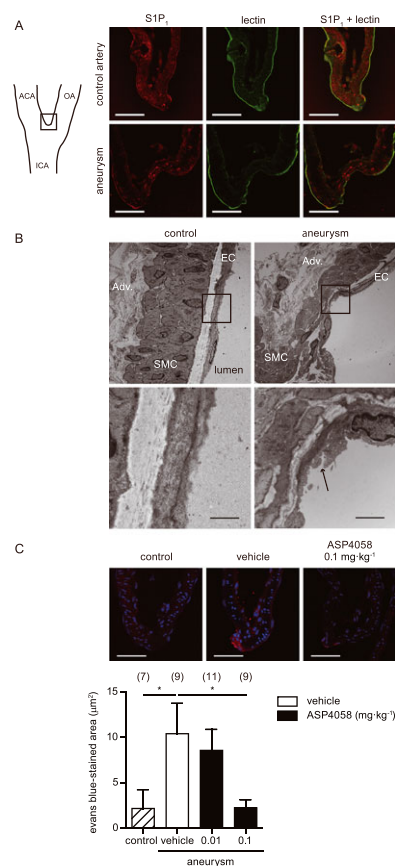 A
S1P₁ lectin S1P₁ + lectin
control artery
ACA OA
ICA
aneurysm
B
control aneurysm
EC
Adv.
SMC
lumen
Adv.
EC
SMC
C
control vehicle ASP4058
0.1 mg·kg⁻¹
(7) (9) (11) (9)
* *
vehicle
ASP4058 (mg·kg⁻¹)
evans blue-stained area (µm²)
15
10
5
0
control vehicle 0.01 0.1
aneurysm